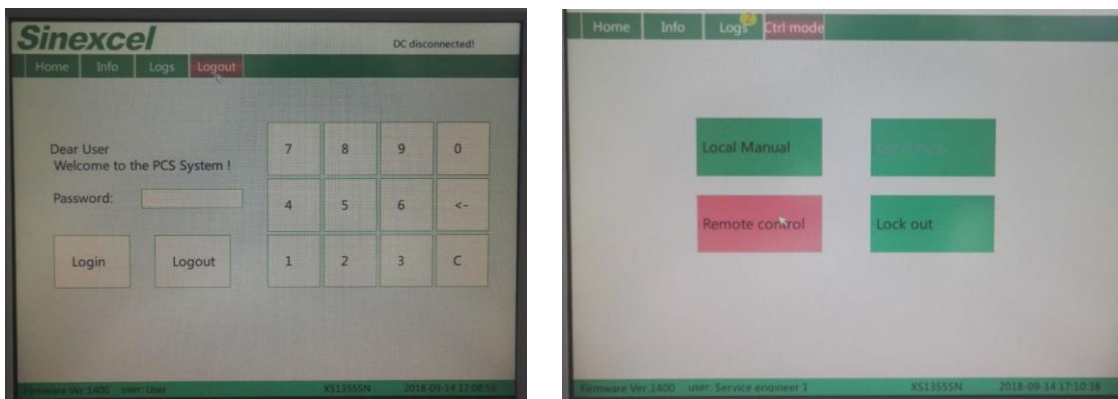 Sinexcel
DC disconnected!
Home Info Logs Logout
Dear User
Welcome to the PCS System !
Password:
Login Logout
7 8 9 0
4 5 6 <-
1 2 3 C
Firmware Ver:1400 user: User XS1355SN 2018-09-14 17:08:56
Home Info Logs 2 Ctrl mode
Local Manual
Remote control Lock out
Firmware Ver:1400 user: Service engineer 1 XS1355SN 2018-09-14 17:10:38